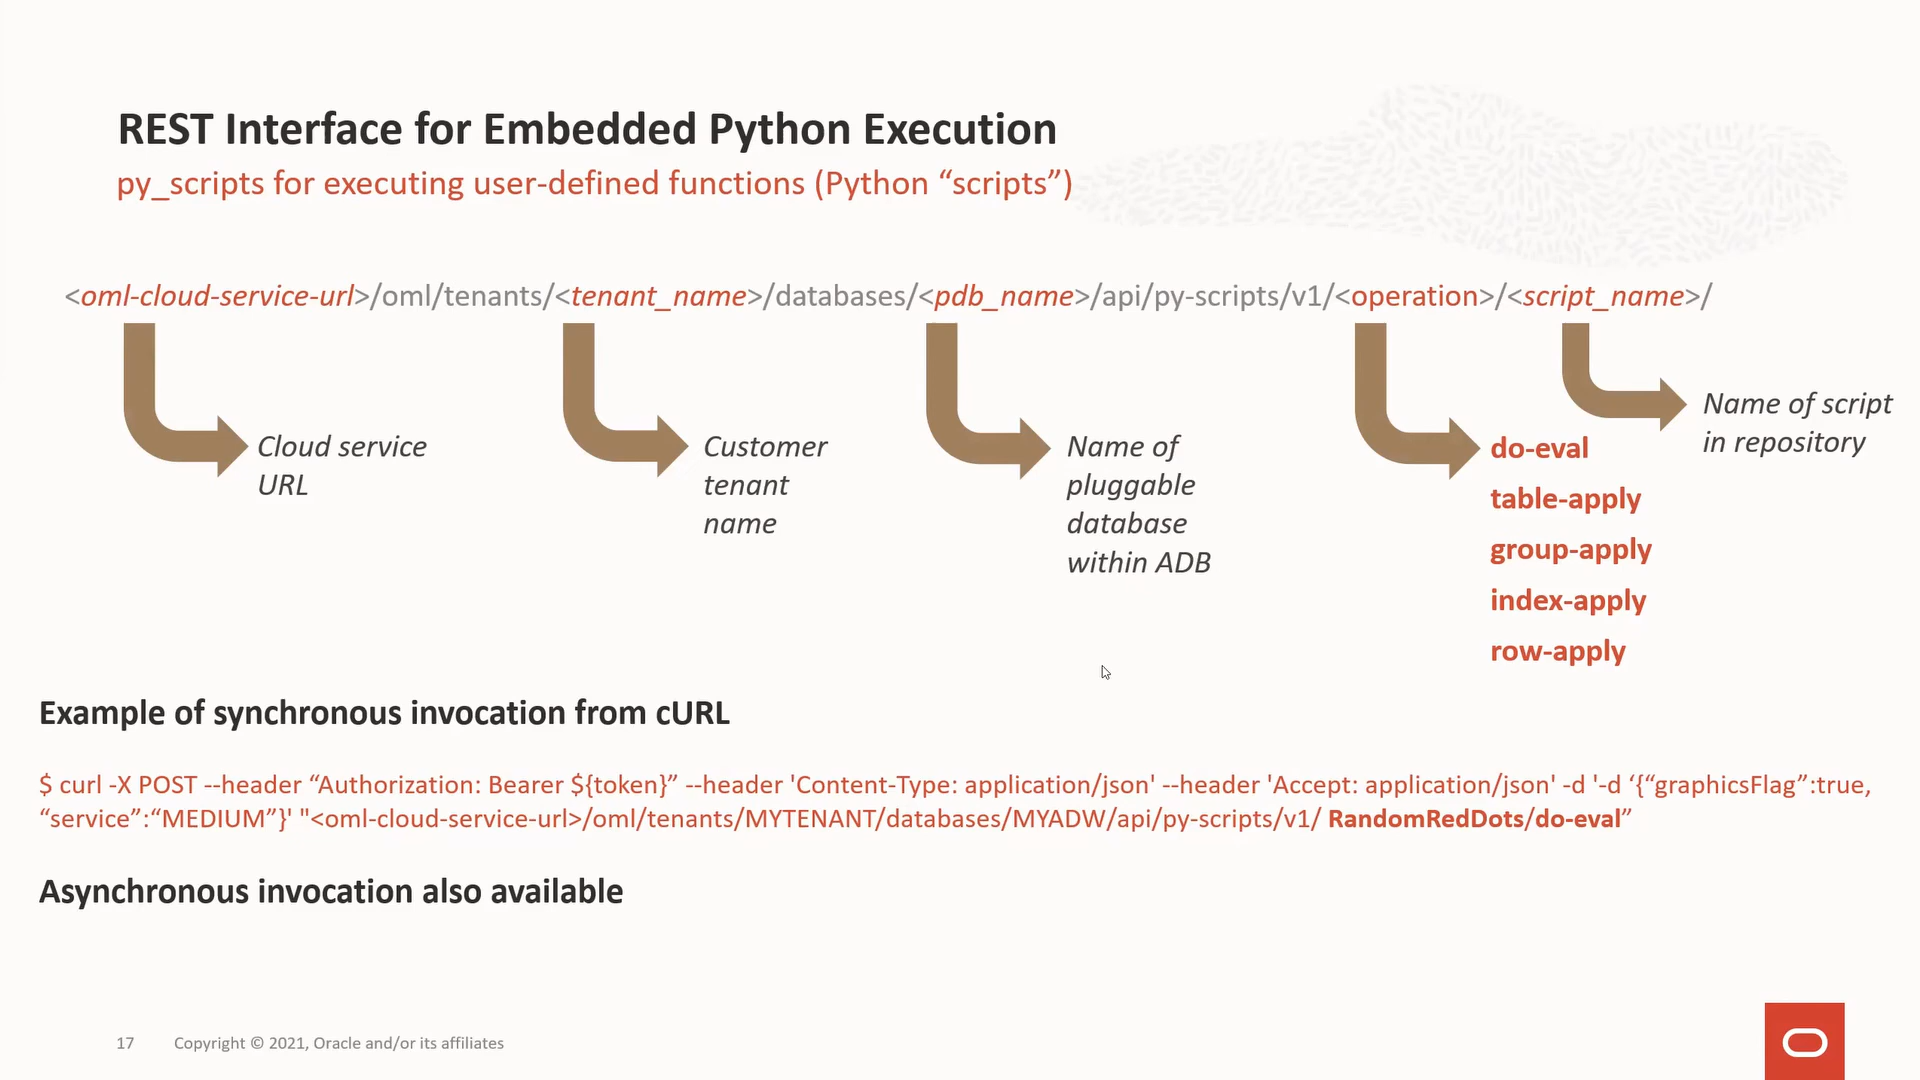 REST Interface for Embedded Python Execution
py_scripts for executing user-defined functions (Python “scripts”)
<oml-cloud-service-url>/oml/tenants/<tenant_name>/databases/<pdb_name>/api/py-scripts/v1/<operation>/<script_name>/
Cloud service
URL
Customer
tenant
name
Name of
pluggable
database
within ADB
do-eval
table-apply
group-apply
index-apply
row-apply
Name of script
in repository
Example of synchronous invocation from cURL
$ curl -X POST --header “Authorization: Bearer ${token}” --header 'Content-Type: application/json' --header 'Accept: application/json' -d '-d ‘{“graphicsFlag”:true,
“service”:“MEDIUM”}' "<oml-cloud-service-url>/oml/tenants/MYTENANT/databases/MYADW/api/py-scripts/v1/ RandomRedDots/do-eval”
Asynchronous invocation also available
17 Copyright © 2021, Oracle and/or its affiliates